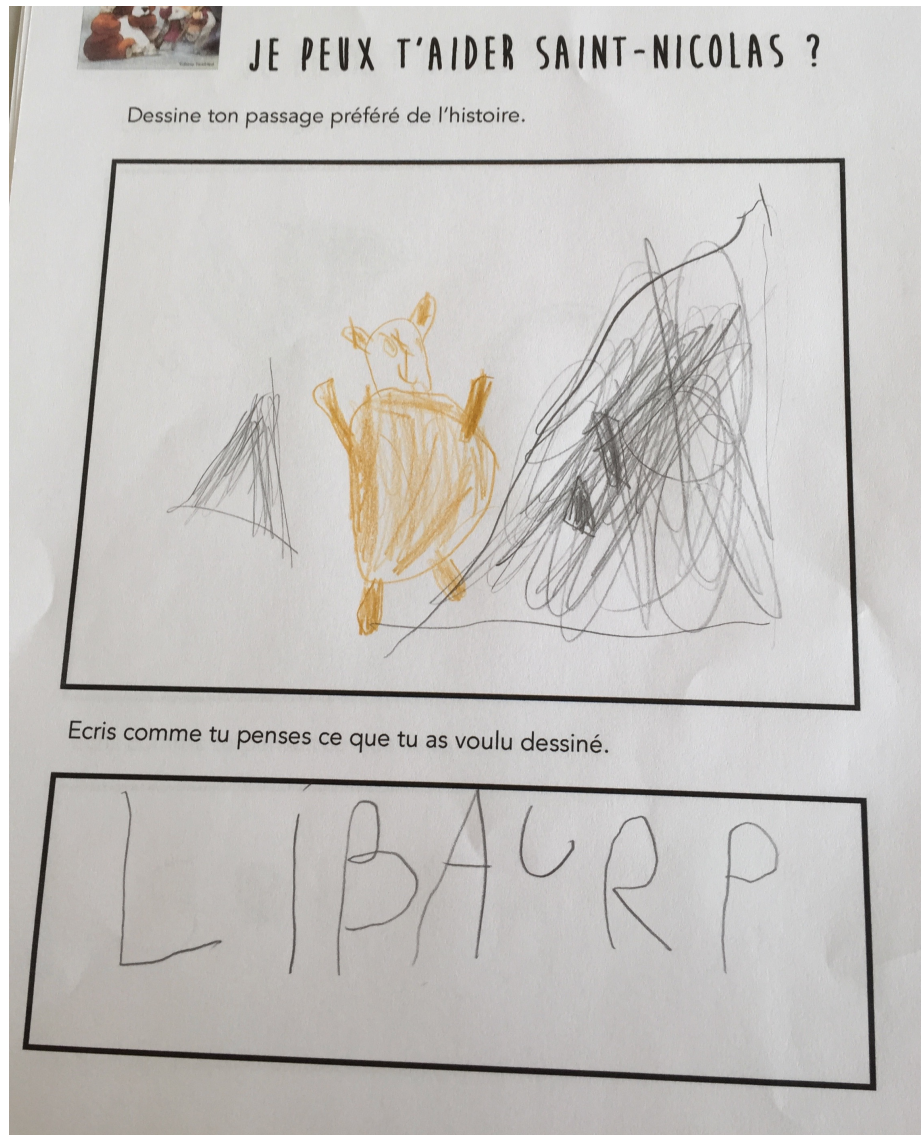 JE PEUX T'AIDER SAINT-NICOLAS ?
Dessine ton passage préféré de l'histoire.
Ecris comme tu penses ce que tu as voulu dessiné.
L I B A U R P